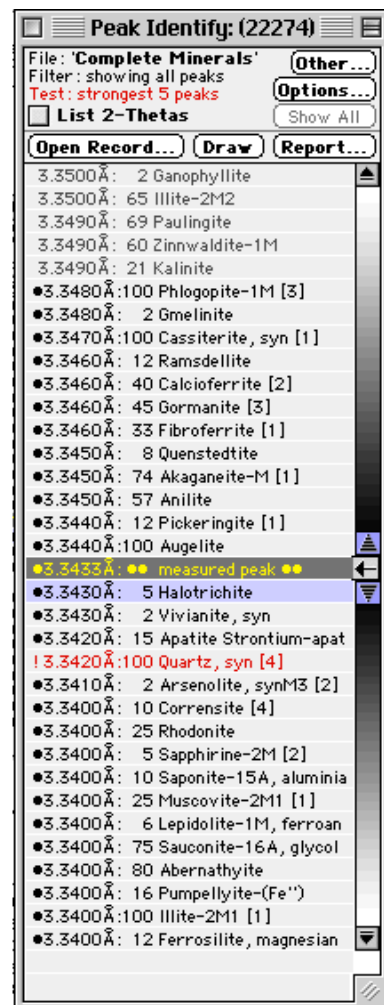 Peak Identify: (22274)
File: 'Complete Minerals'
Other...
Filter: showing all peaks
Test: strongest 5 peaks
Options...
List 2-Thetas
Show All
Open Record...
Draw
Report...
3.3500Å: 2 Ganophyllite
3.3500Å: 65 Illite-2M2
3.3490Å: 69 Paulingite
3.3490Å: 60 Zinnwaldite-1M
3.3490Å: 21 Kalinite
●3.3480Å:100 Phlogopite-1M [3]
●3.3480Å: 2 Gmelinite
●3.3470Å:100 Cassiterite, syn [1]
●3.3460Å: 12 Ramsdellite
●3.3460Å: 40 Calcioferrite [2]
●3.3460Å: 45 Gormanite [3]
●3.3460Å: 33 Fibroferrite [1]
●3.3450Å: 8 Quenstedtite
●3.3450Å: 74 Akaganeite-M [1]
●3.3450Å: 57 Anilite
●3.3440Å: 12 Pickeringite [1]
●3.3440Å:100 Augelite
●3.3433Å: ●● measured peak ●●
●3.3430Å: 5 Halotrichite
●3.3430Å: 2 Vivianite, syn
●3.3420Å: 15 Apatite Strontium-apat
!3.3420Å:100 Quartz, syn [4]
●3.3410Å: 2 Arsenolite, synM3 [2]
●3.3400Å: 10 Corrensite [4]
●3.3400Å: 25 Rhodonite
●3.3400Å: 5 Sapphirine-2M [2]
●3.3400Å: 10 Saponite-15A, aluminia
●3.3400Å: 25 Muscovite-2M1 [1]
●3.3400Å: 6 Lepidolite-1M, ferroan
●3.3400Å: 75 Sauconite-16A, glycol
●3.3400Å: 80 Abernathyite
●3.3400Å: 16 Pumpellyite-(Fe'')
●3.3400Å:100 Illite-2M1 [1]
●3.3400Å: 12 Ferrosilite, magnesian